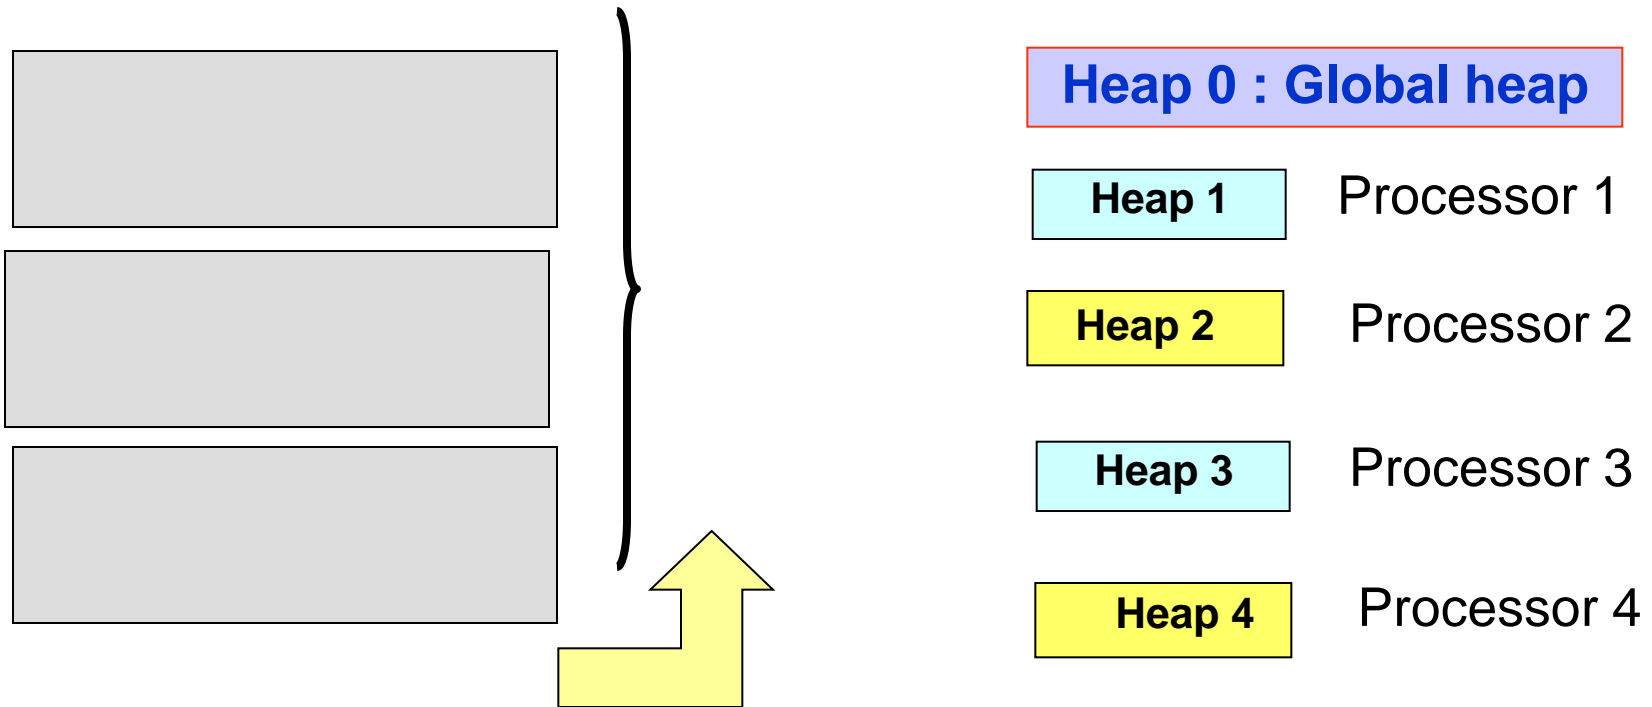 Heap 0 : Global heap
Heap 1 Processor 1
Heap 2 Processor 2
Heap 3 Processor 3
Heap 4 Processor 4